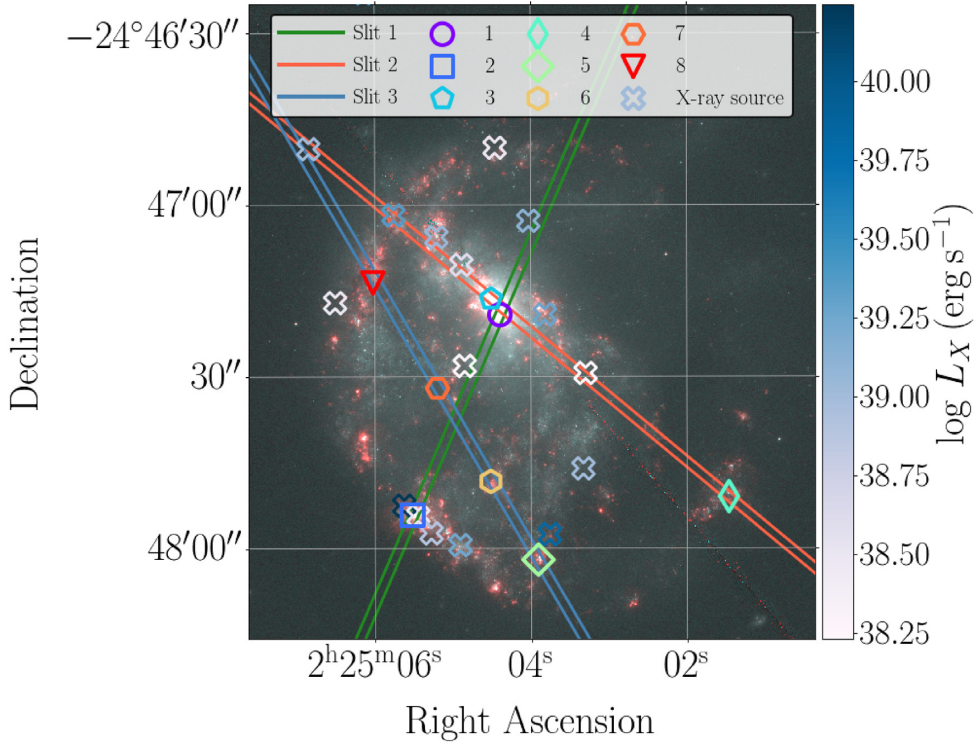 −24°46′30″
Slit 1 1 4 7
Slit 2 2 5 8
Slit 3 3 6 X-ray source
47′00″
30″
48′00″
Declination
2ʰ25ᵐ06ˢ 04ˢ 02ˢ
Right Ascension
40.00
39.75
39.50
39.25
39.00
38.75
38.50
38.25
log L_X (erg s⁻¹)